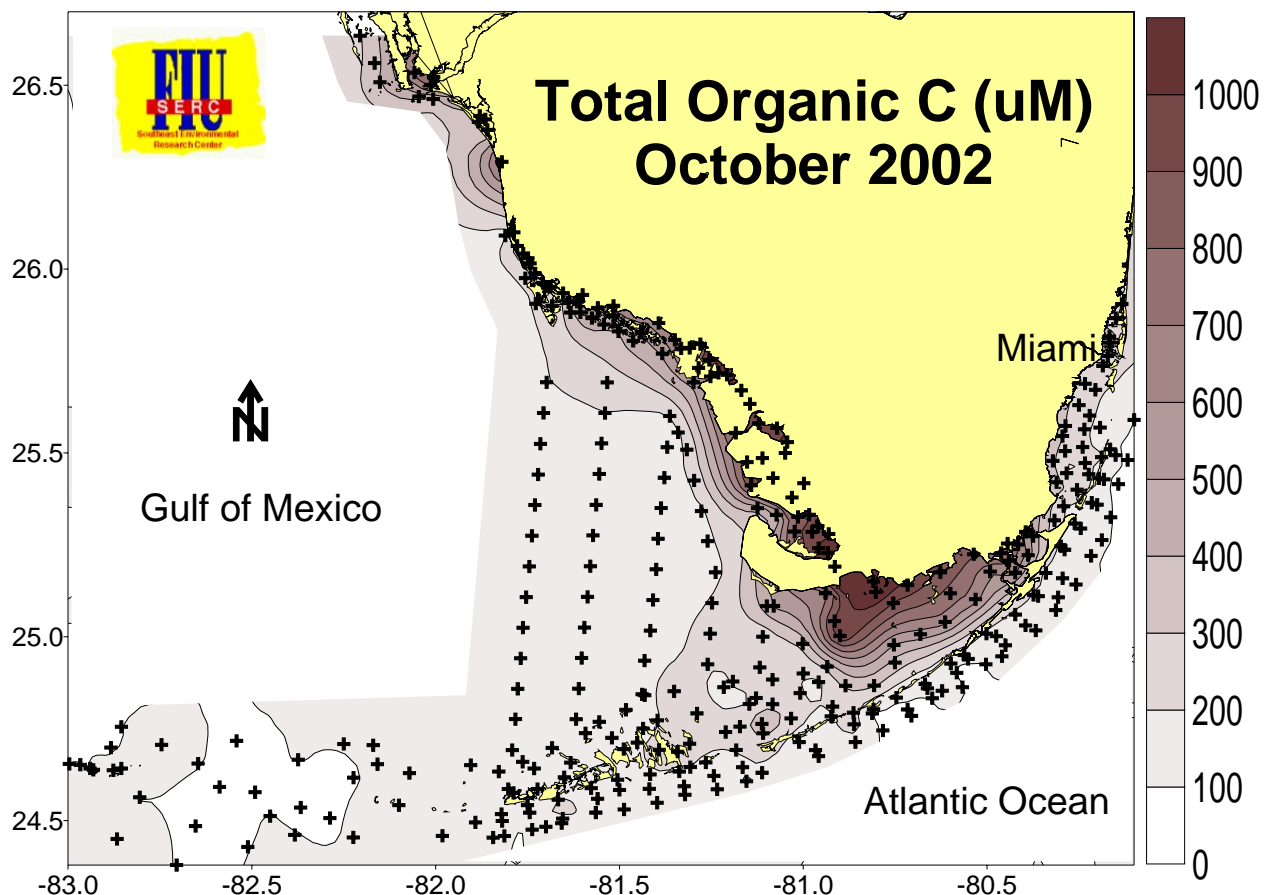 FIU
SERC
Southeast Environmental
Research Center
Total Organic C (uM)
October 2002
Miami
N
Gulf of Mexico
Atlantic Ocean
26.5
26.0
25.5
25.0
24.5
-83.0
-82.5
-82.0
-81.5
-81.0
-80.5
1000
900
800
700
600
500
400
300
200
100
0